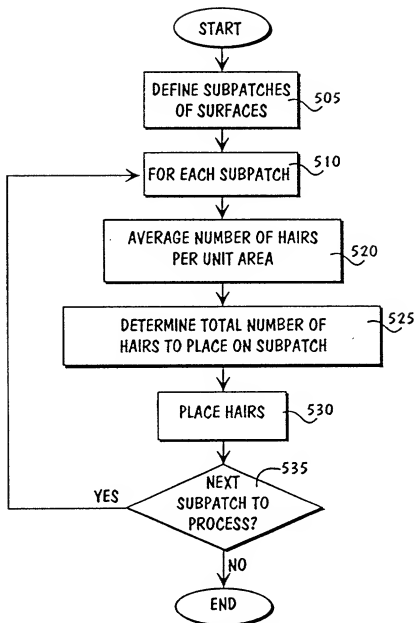 START
DEFINE SUBPATCHES
OF SURFACES
505
FOR EACH SUBPATCH
510
AVERAGE NUMBER OF HAIRS
PER UNIT AREA
520
DETERMINE TOTAL NUMBER OF
HAIRS TO PLACE ON SUBPATCH
525
PLACE HAIRS
530
535
NEXT
SUBPATCH TO
PROCESS?
YES
NO
END